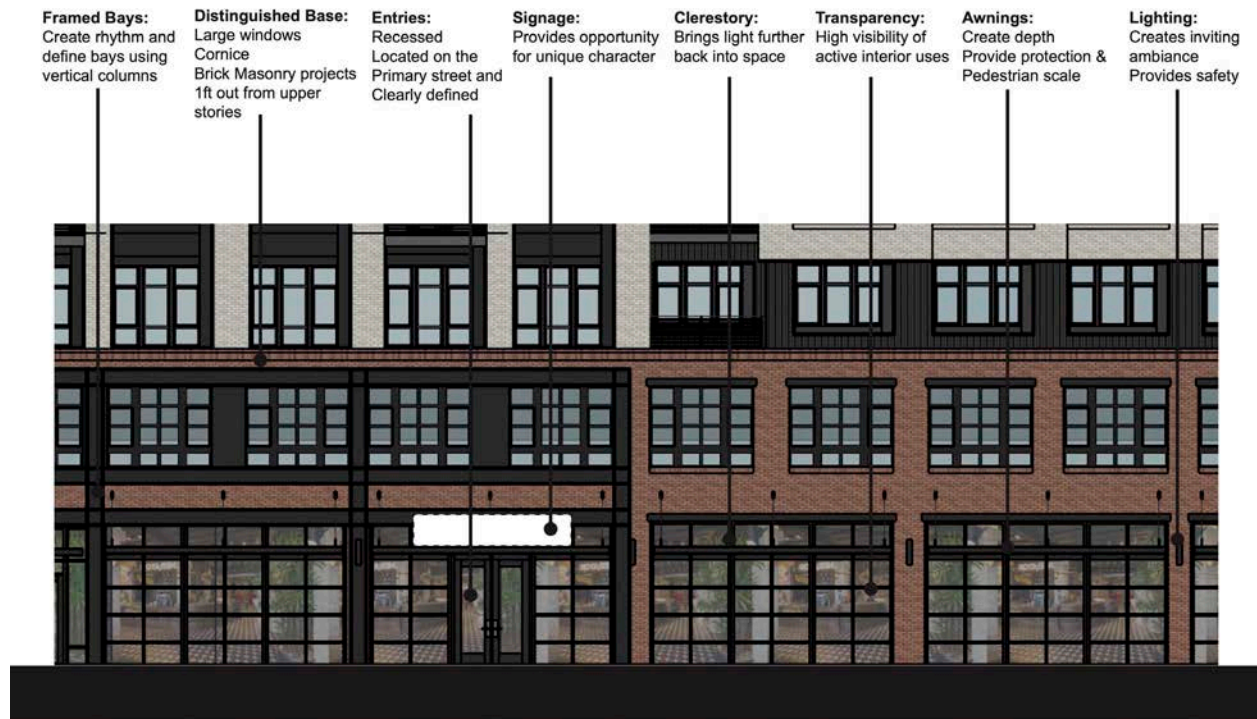 Framed Bays:
Create rhythm and
define bays using
vertical columns
Distinguished Base:
Large windows
Cornice
Brick Masonry projects
1ft out from upper
stories
Entries:
Recessed
Located on the
Primary street and
Clearly defined
Signage:
Provides opportunity
for unique character
Clerestory:
Brings light further
back into space
Transparency:
High visibility of
active interior uses
Awnings:
Create depth
Provide protection &
Pedestrian scale
Lighting:
Creates inviting
ambiance
Provides safety